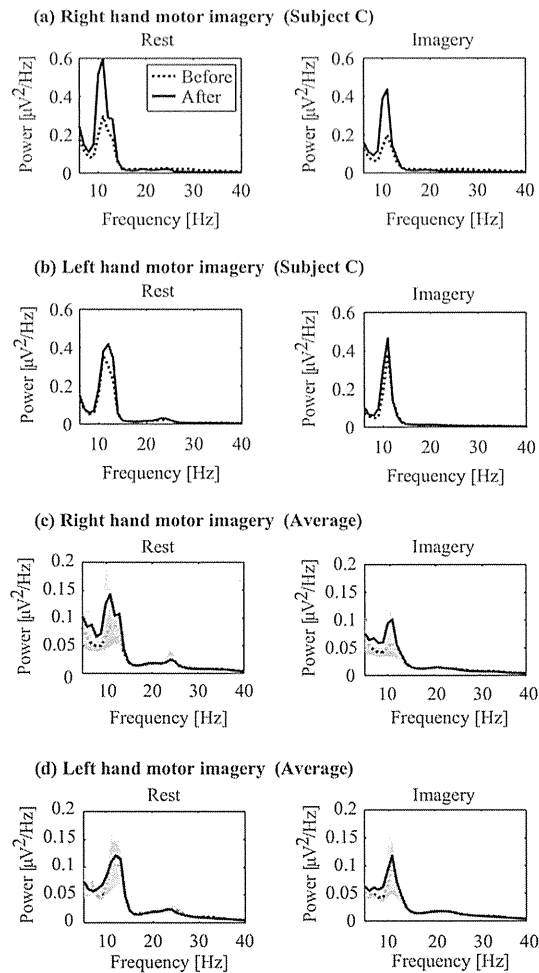 (a) Right hand motor imagery (Subject C)
Rest
Imagery
Power [μV²/Hz]
0.6
0.4
0.2
0
10 20 30 40
Frequency [Hz]
Before
After
Power [μV²/Hz]
0.6
0.4
0.2
0
10 20 30 40
Frequency [Hz]
(b) Left hand motor imagery (Subject C)
Rest
Imagery
Power [μV²/Hz]
0.6
0.4
0.2
0
10 20 30 40
Frequency [Hz]
Power [μV²/Hz]
0.6
0.4
0.2
0
10 20 30 40
Frequency [Hz]
(c) Right hand motor imagery (Average)
Rest
Imagery
Power [μV²/Hz]
0.2
0.15
0.1
0.05
0
10 20 30 40
Frequency [Hz]
Power [μV²/Hz]
0.2
0.15
0.1
0.05
0
10 20 30 40
Frequency [Hz]
(d) Left hand motor imagery (Average)
Rest
Imagery
Power [μV²/Hz]
0.2
0.15
0.1
0.05
0
10 20 30 40
Frequency [Hz]
Power [μV²/Hz]
0.2
0.15
0.1
0.05
0
10 20 30 40
Frequency [Hz]